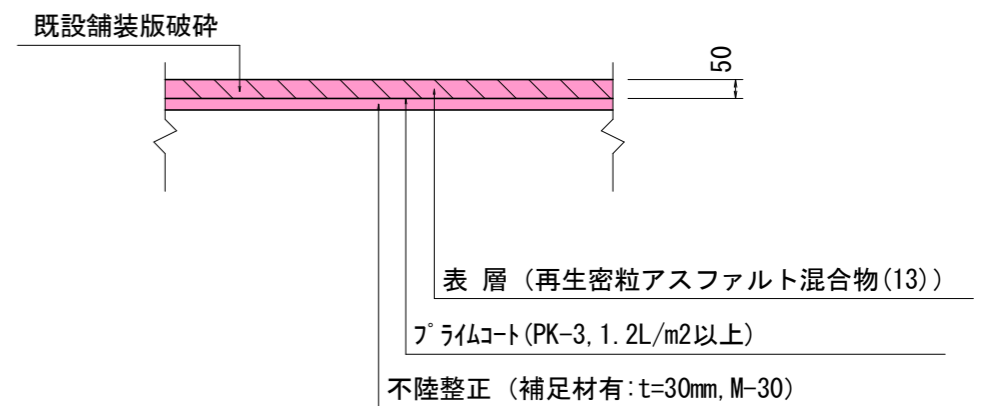 既設舗装版破砕
50
表 層 (再生密粒アスファルト混合物(13))
プライムコート(PK-3,1.2L/m2以上)
不陸整正 (補足材有:t=30mm,M-30)